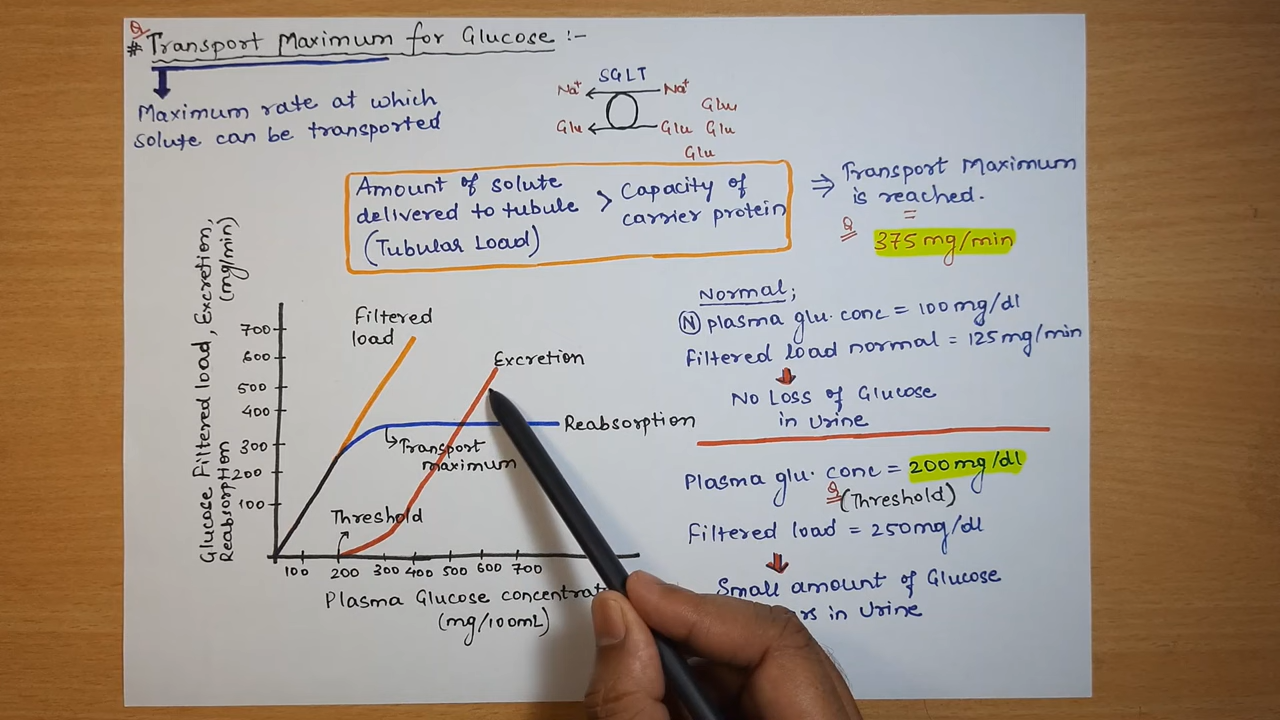 Q
# Transport Maximum for Glucose :-
Maximum rate at which
solute can be transported
SGLT
Na⁺ Na⁺
Glu
Glu Glu Glu
Glu
Amount of solute
delivered to tubule
(Tubular Load)
> Capacity of
carrier protein
⇒ Transport Maximum
is reached.
Q
375 mg/min
Glucose Filtered load, Excretion,
Reabsorption (mg/min)
700
600
500
400
300
200
100
Filtered
load
Excretion
Reabsorption
Transport
maximum
Threshold
100 200 300 400 500 600 700
Plasma Glucose
(mg/100mL)
Normal;
(N) plasma glu. conc = 100 mg/dl
Filtered load normal = 125 mg/min
No Loss of Glucose
in Urine
Plasma glu. conc = 200 mg/dl
Q (Threshold)
Filtered load = 250 mg/dl
Small amount of Glucose
in Urine